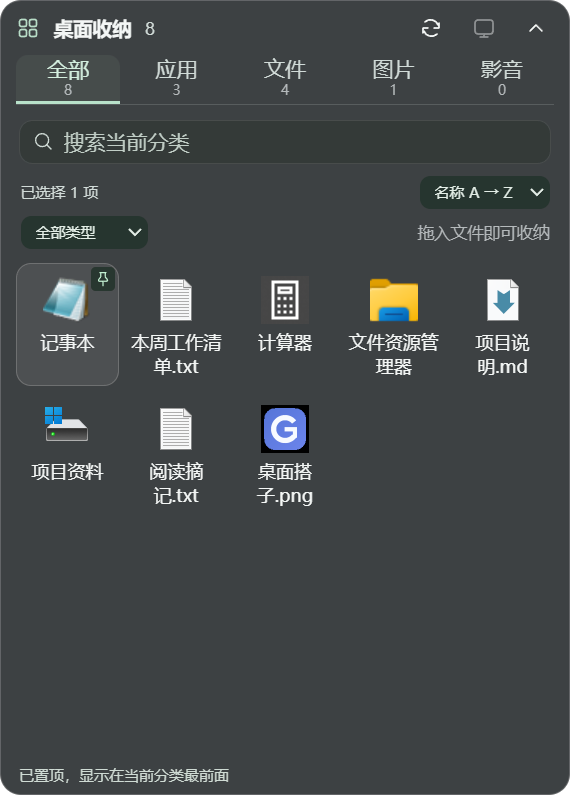 桌面收纳 8
全部 应用 文件 图片 影音
8 3 4 1 0
搜索当前分类
已选择 1 项 名称 A → Z
全部类型 拖入文件即可收纳
记事本 本周工作清 计算器 文件资源管 项目说
单.txt 理器 明.md
项目资料 阅读摘 桌面搭
记.txt 子.png
已置顶，显示在当前分类最前面